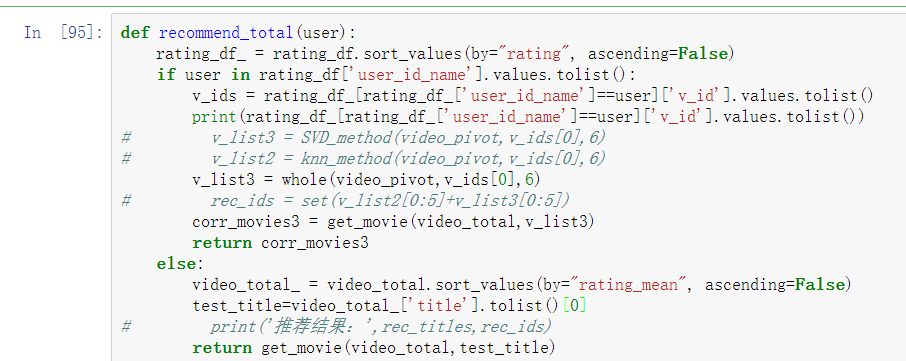 In [95]: def recommend_total(user):
    rating_df_ = rating_df.sort_values(by="rating", ascending=False)
    if user in rating_df['user_id_name'].values.tolist():
        v_ids = rating_df_[rating_df_['user_id_name']==user]['v_id'].values.tolist()
        print(rating_df_[rating_df_['user_id_name']==user]['v_id'].values.tolist())
#         v_list3 = SVD_method(video_pivot,v_ids[0],6)
#         v_list2 = knn_method(video_pivot,v_ids[0],6)
        v_list3 = whole(video_pivot,v_ids[0],6)
#         rec_ids = set(v_list2[0:5]+v_list3[0:5])
        corr_movies3 = get_movie(video_total,v_list3)
        return corr_movies3
    else:
        video_total_ = video_total.sort_values(by="rating_mean", ascending=False)
        test_title=video_total_['title'].tolist()[0]
#         print('推荐结果：',rec_titles,rec_ids)
        return get_movie(video_total,test_title)